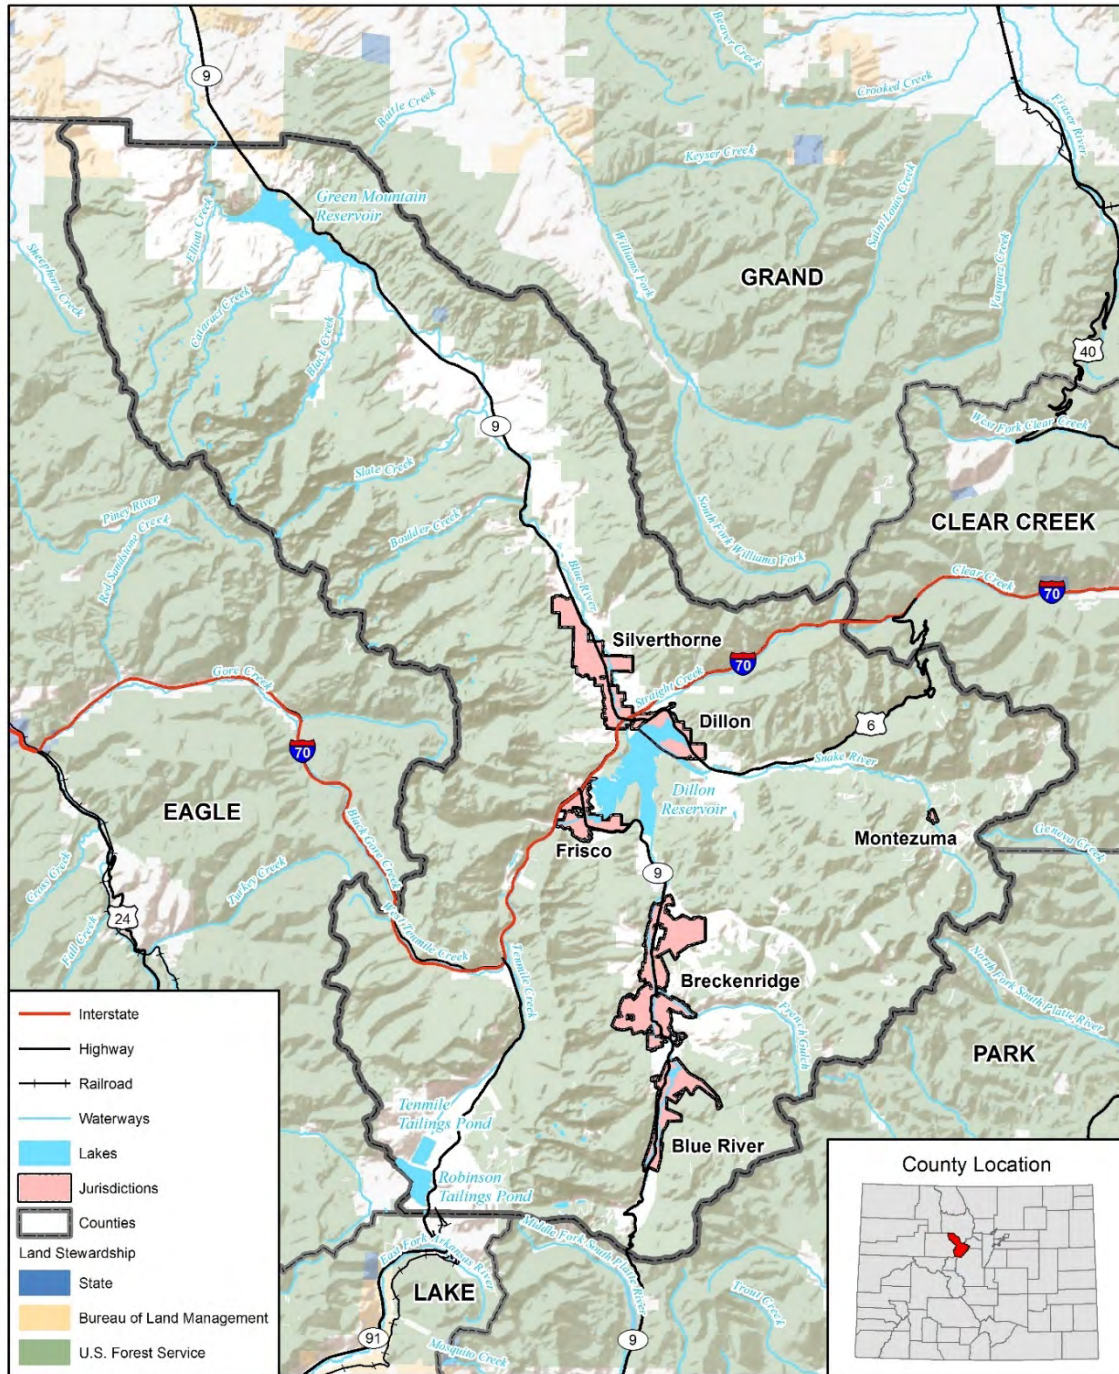 9
Beaver Creek
Battle Creek
Crooked Creek
Fraser River
Keyser Creek
Green Mountain
Reservoir
Elliott Creek
Saint Louis Creek
Sheephorn Creek
Williams Fork
GRAND
Vasquez Creek
Cataract Creek
Black Creek
40
9
West Fork Clear Creek
Slate Creek
Piney River
CLEAR CREEK
Boulder Creek
South Fork Williams Fork
Red Sandstone Creek
Blue River
Clear Creek
70
Silverthorne
70
Gore Creek
Straight Creek
Dillon
6
70
Snake River
Dillon
Reservoir
EAGLE
Black Gore Creek
Montezuma
Genova Creek
Frisco
9
Cross Creek
Turkey Creek
24
West Tenmile Creek
Fall Creek
Tenmile Creek
North Fork South Platte River
Breckenridge
French Gulch
PARK
Tenmile
Tailings Pond
Blue River
Robinson
Tailings Pond
Middle Fork South Platte River
East Fork Arkansas River
LAKE
Trout Creek
91
9
Mosquito Creek
Interstate
Highway
Railroad
Waterways
Lakes
Jurisdictions
Counties
Land Stewardship
State
Bureau of Land Management
U.S. Forest Service
County Location